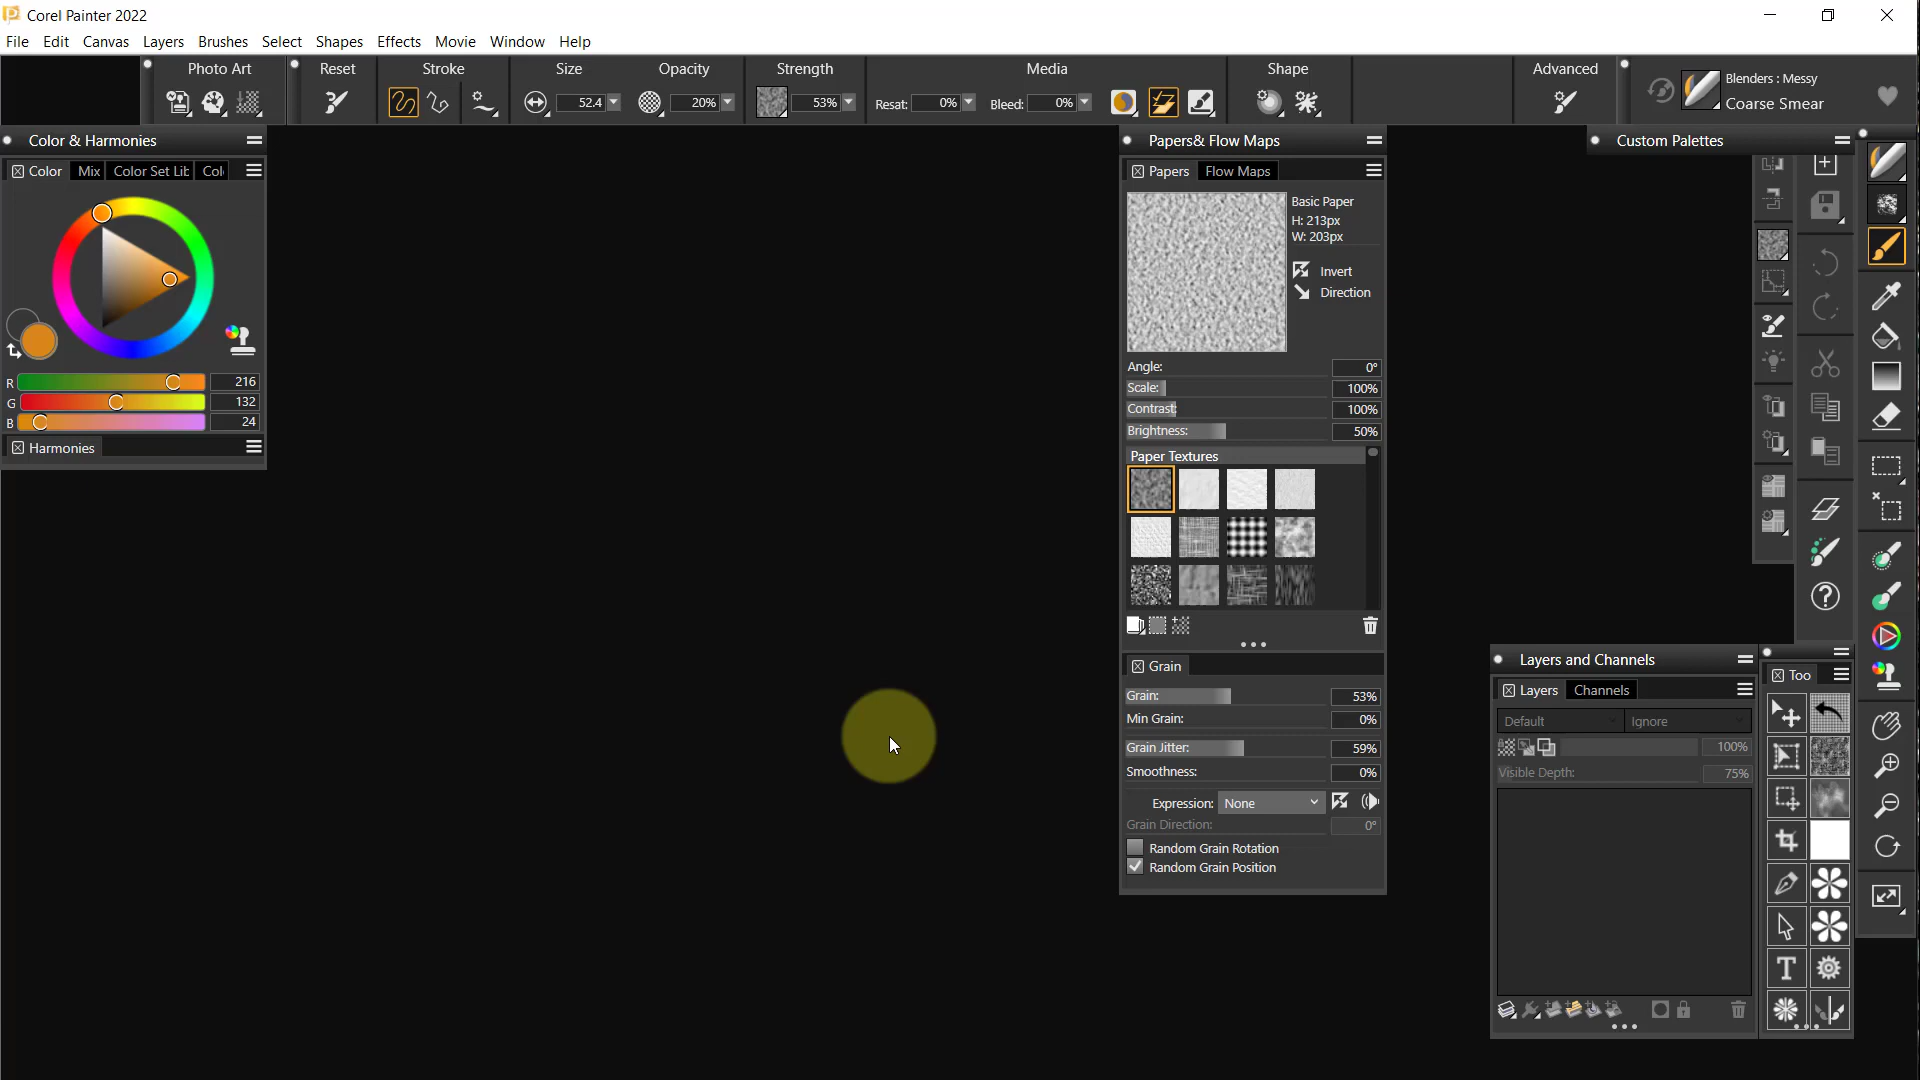 Corel Painter 2022
File Edit Canvas Layers Brushes Select Shapes Effects Movie Window Help
Photo Art Reset Stroke Size Opacity Strength Media Shape Advanced
52.4 20% 53% Resat: 0% Bleed: 0%
Blenders : Messy
Coarse Smear
Color & Harmonies
Color Mix Color Set Lib Col
R 216
G 132
B 24
Harmonies
Papers& Flow Maps
Papers Flow Maps
Basic Paper
H: 213px
W: 203px
Invert
Direction
Angle: 0°
Scale: 100%
Contrast: 100%
Brightness: 50%
Paper Textures
Grain
Grain: 53%
Min Grain: 0%
Grain Jitter: 59%
Smoothness: 0%
Expression: None
Grain Direction: 0°
Random Grain Rotation
Random Grain Position
Custom Palettes
Layers and Channels
Layers Channels
Default Ignore
100%
Visible Depth: 75%
Too
T